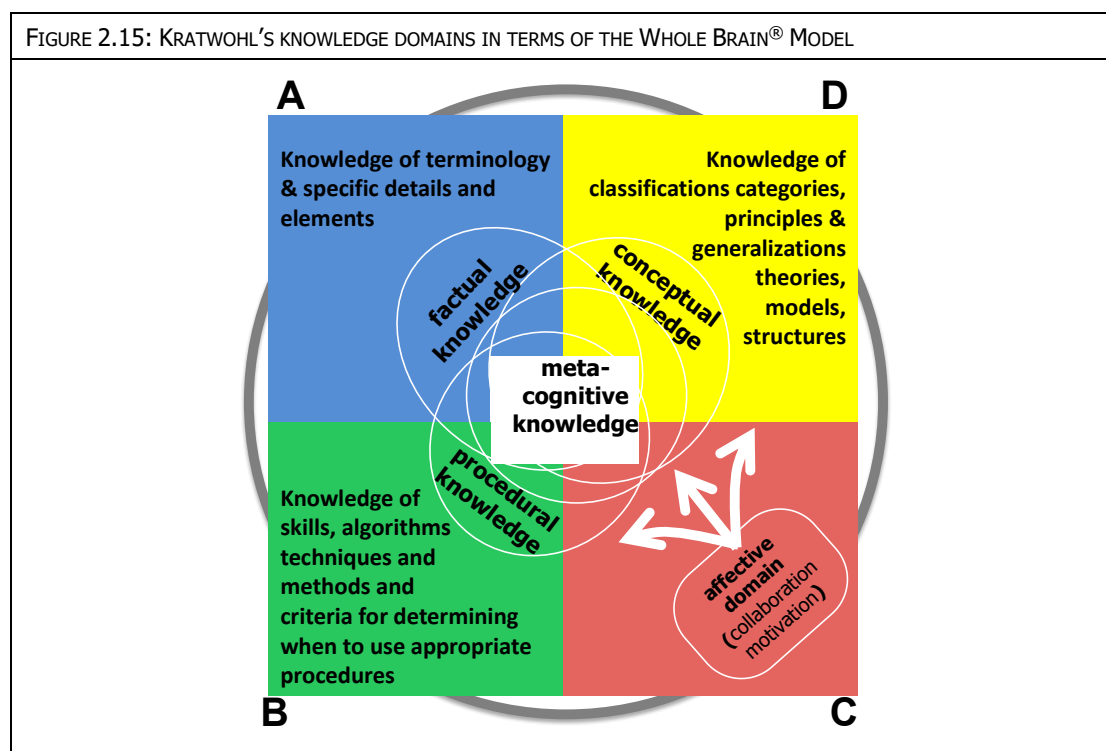 FIGURE 2.15: KRATWOHL'S KNOWLEDGE DOMAINS IN TERMS OF THE WHOLE BRAIN® MODEL
A
D
Knowledge of terminology
& specific details and
elements
Knowledge of
classifications categories,
principles &
generalizations
theories,
models,
structures
factual
knowledge
conceptual
knowledge
meta-
cognitive
knowledge
procedural
knowledge
Knowledge of
skills, algorithms
techniques and
methods and
criteria for determining
when to use appropriate
procedures
affective
domain
(collaboration
motivation)
B
C